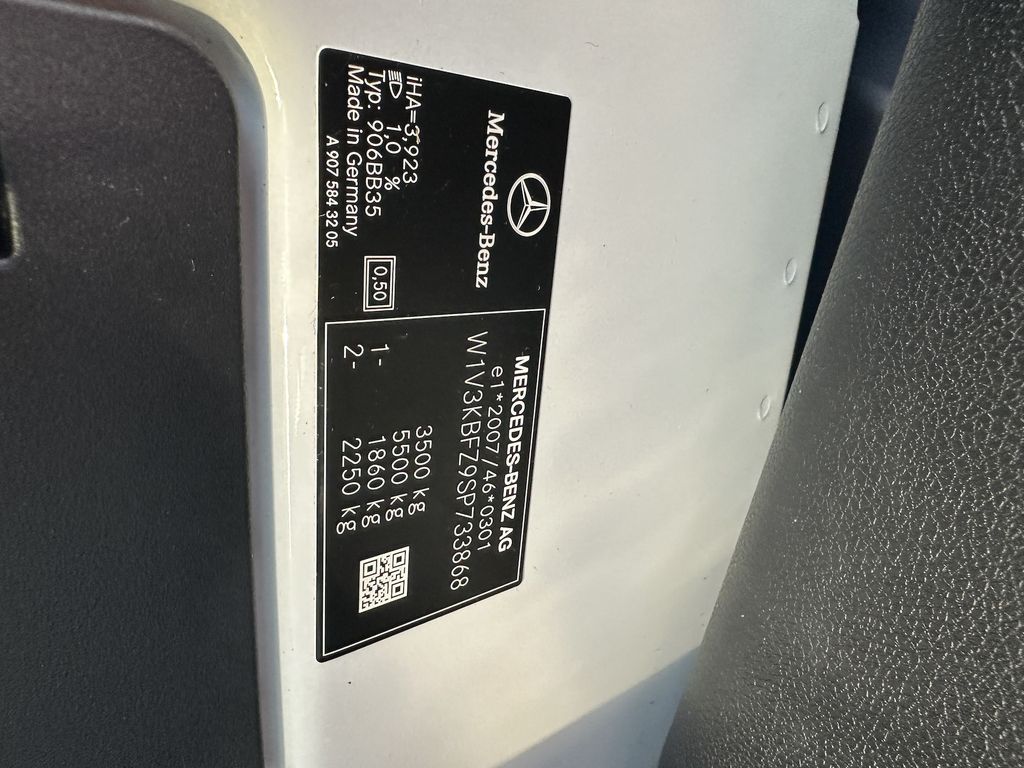 Mercedes-Benz
iHA=3,923
1,0 %
Typ: 906BB35
Made in Germany
A 907 584 32 05
0,50
MERCEDES-BENZ AG
e1*2007/46*0301
W1V3KBFZ9SP733868
3500 kg
5500 kg
1- 1860 kg
2- 2250 kg